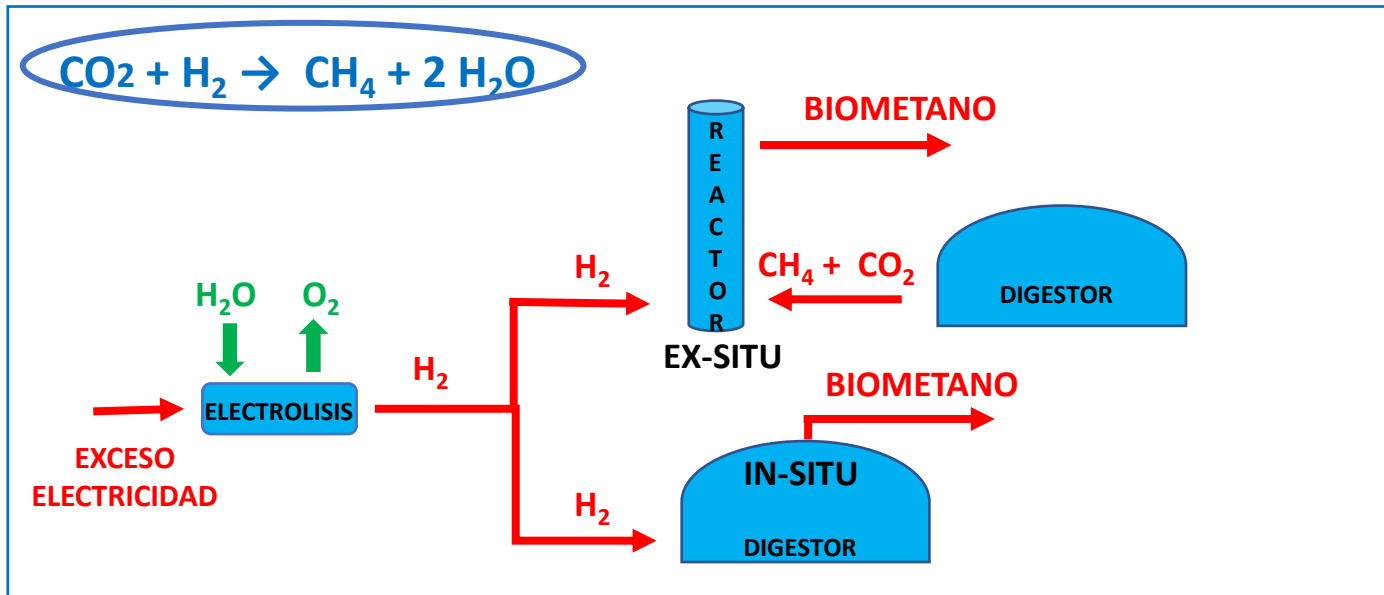 CO2 + H₂ → CH₄ + 2 H₂O
BIOMETANO
REACTOR
H₂
CH₄ + CO₂
DIGESTOR
H₂O
O₂
EX-SITU
H₂
BIOMETANO
ELECTROLISIS
EXCESO
ELECTRICIDAD
IN-SITU
H₂
DIGESTOR